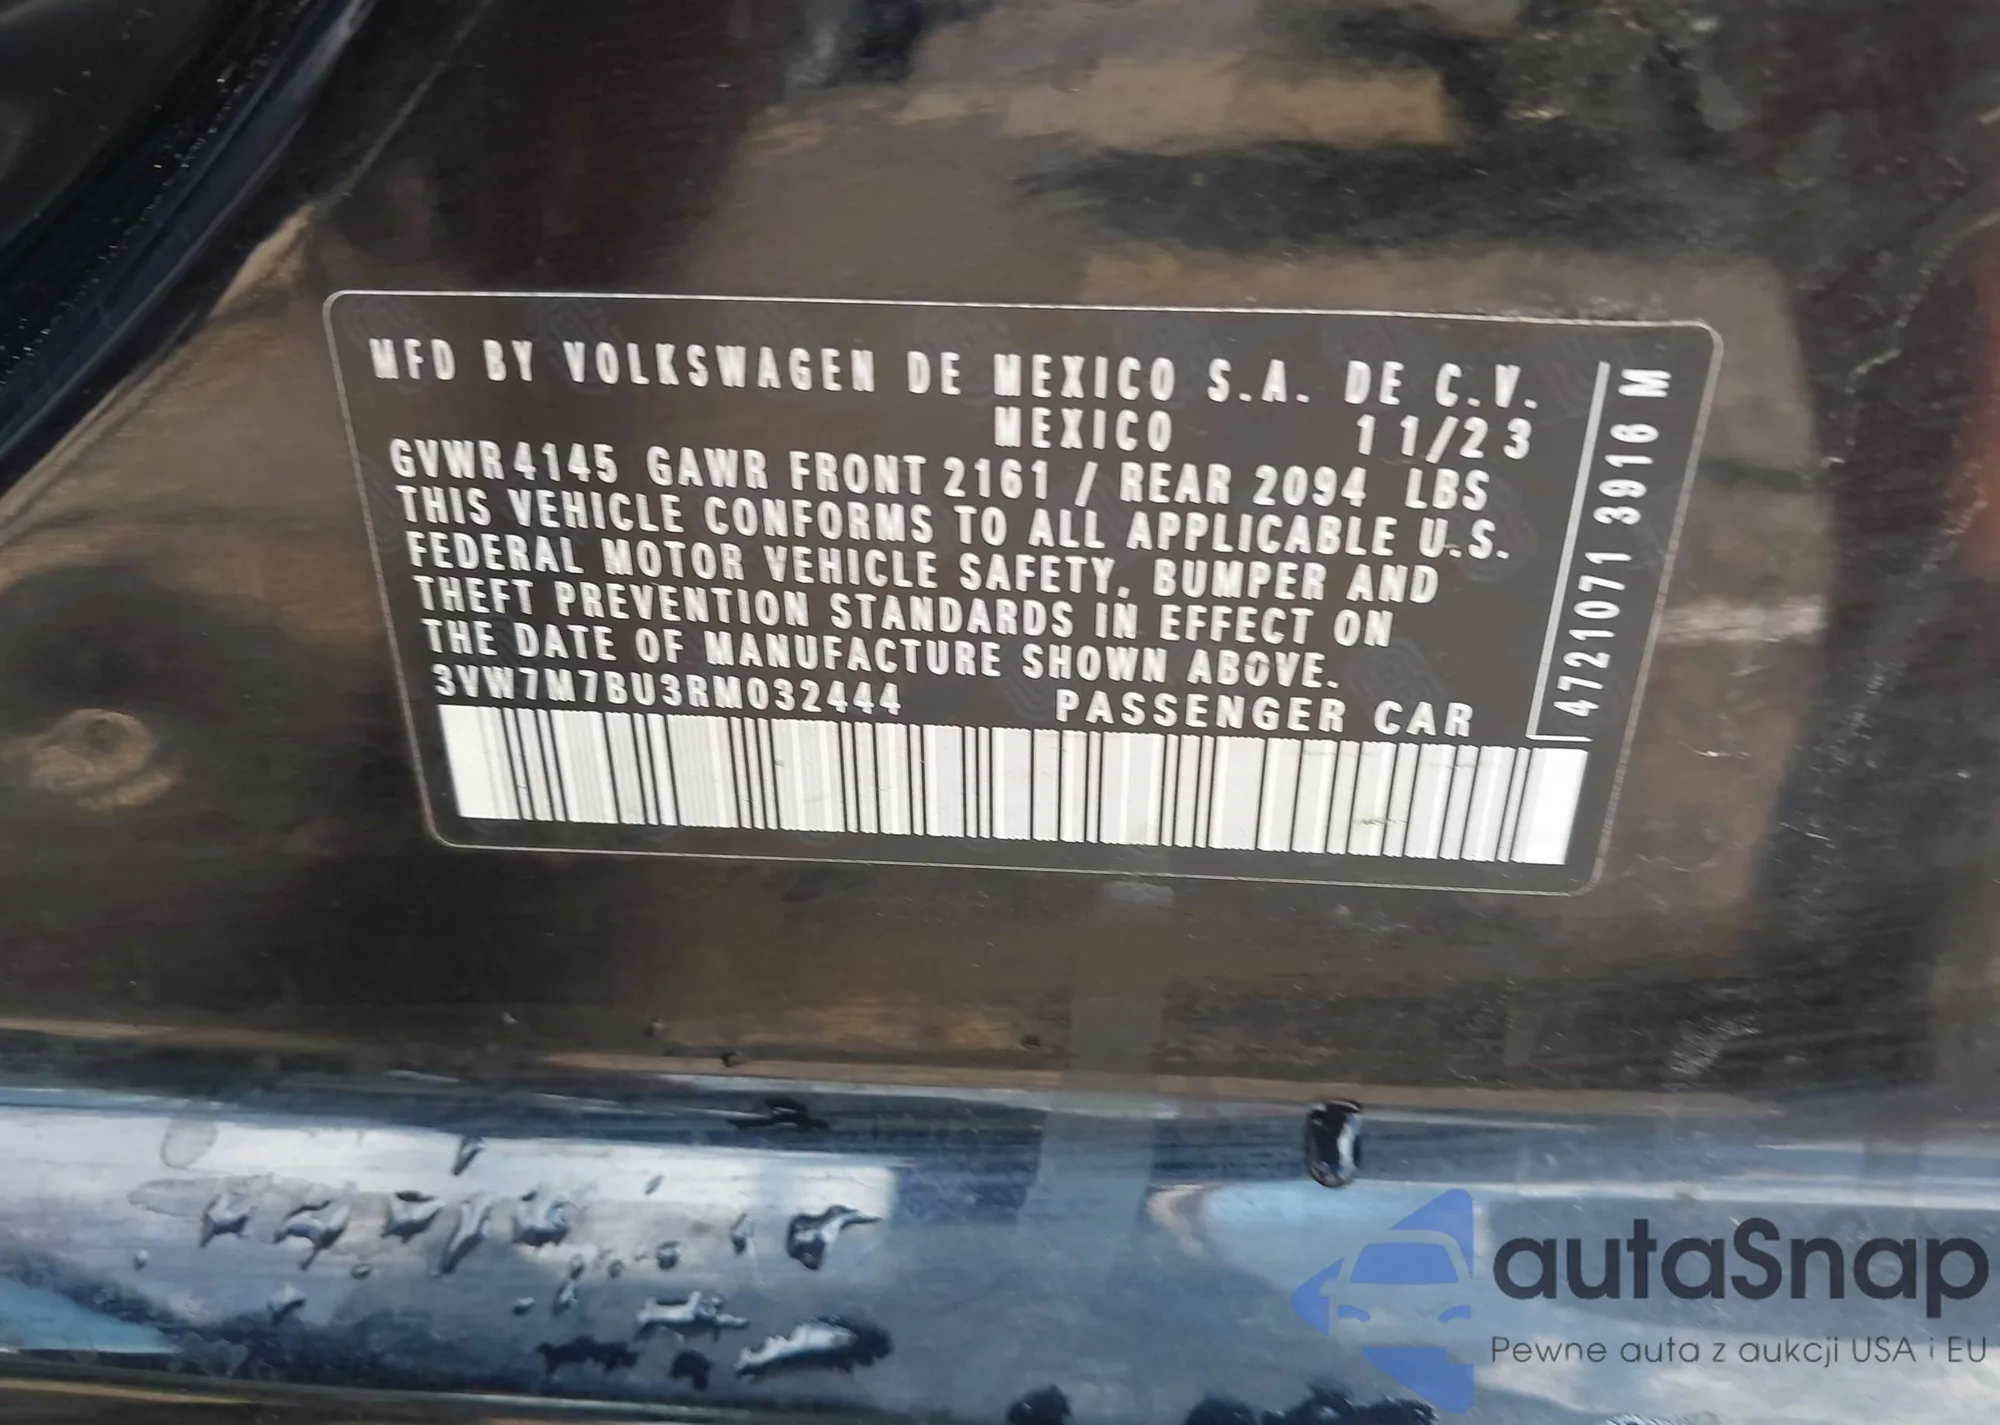 MFD BY VOLKSWAGEN DE MEXICO S.A. DE C.V.
MEXICO 11/23
GVWR 4145 GAWR FRONT 2161 / REAR 2094 LBS
THIS VEHICLE CONFORMS TO ALL APPLICABLE U.S.
FEDERAL MOTOR VEHICLE SAFETY, BUMPER AND
THEFT PREVENTION STANDARDS IN EFFECT ON
THE DATE OF MANUFACTURE SHOWN ABOVE.
3VW7M7BU3RM032444 PASSENGER CAR
4721071 3916 M
autaSnap
Pewne auta z aukcji USA i EU